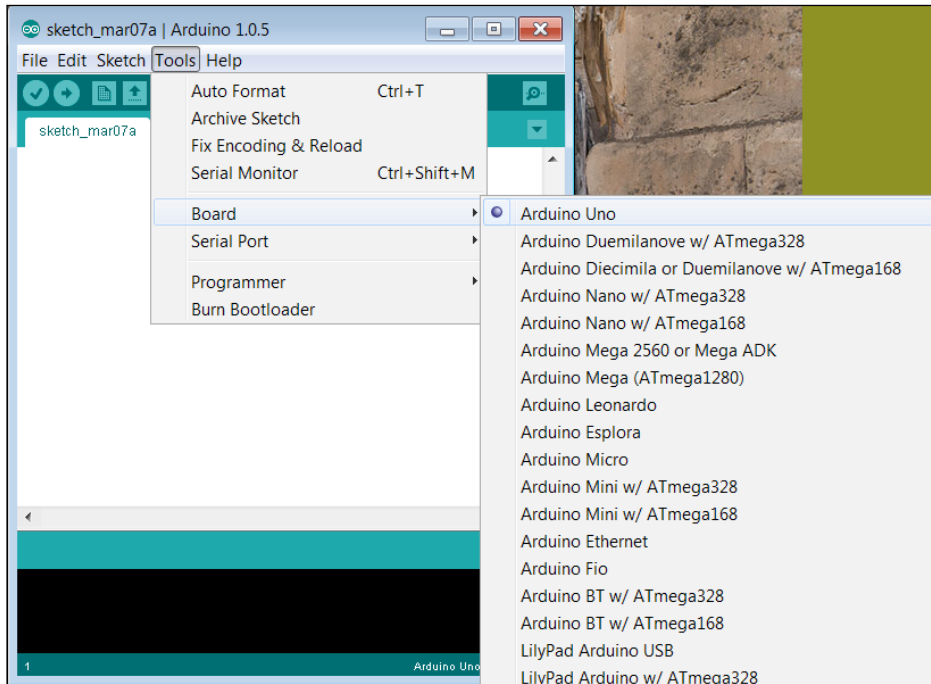 sketch_mar07a | Arduino 1.0.5
File Edit Sketch Tools Help
sketch_mar07a
Auto Format Ctrl+T
Archive Sketch
Fix Encoding & Reload
Serial Monitor Ctrl+Shift+M
Board
Serial Port
Programmer
Burn Bootloader
Arduino Uno
Arduino Duemilanove w/ ATmega328
Arduino Diecimila or Duemilanove w/ ATmega168
Arduino Nano w/ ATmega328
Arduino Nano w/ ATmega168
Arduino Mega 2560 or Mega ADK
Arduino Mega (ATmega1280)
Arduino Leonardo
Arduino Esplora
Arduino Micro
Arduino Mini w/ ATmega328
Arduino Mini w/ ATmega168
Arduino Ethernet
Arduino Fio
Arduino BT w/ ATmega328
Arduino BT w/ ATmega168
LilyPad Arduino USB
LilyPad Arduino w/ ATmega328
1 Arduino Uno